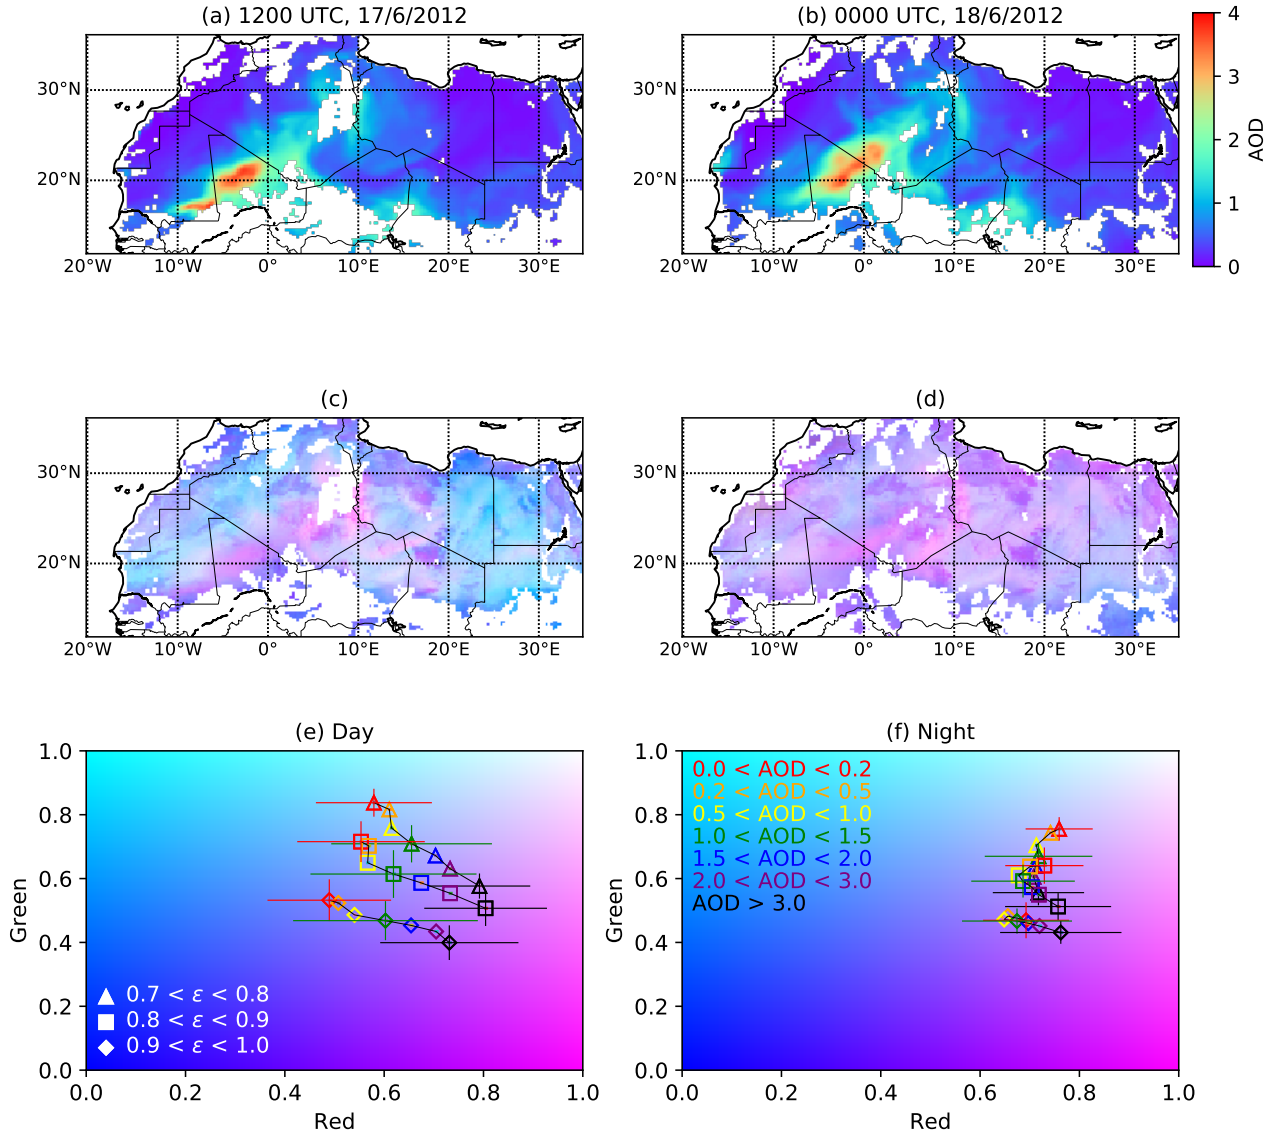 (a) 1200 UTC, 17/6/2012
(b) 0000 UTC, 18/6/2012
30°N
20°N
20°W 10°W 0° 10°E 20°E 30°E
30°N
20°N
20°W 10°W 0° 10°E 20°E 30°E
4
3
2
1
0
AOD
(c)
(d)
30°N
20°N
20°W 10°W 0° 10°E 20°E 30°E
30°N
20°N
20°W 10°W 0° 10°E 20°E 30°E
(e) Day
1.0
0.8
0.6
0.4
0.2
0.0
Green
0.7 < ε < 0.8
0.8 < ε < 0.9
0.9 < ε < 1.0
0.0 0.2 0.4 0.6 0.8 1.0
Red
(f) Night
1.0
0.8
0.6
0.4
0.2
0.0
Green
0.0 < AOD < 0.2
0.2 < AOD < 0.5
0.5 < AOD < 1.0
1.0 < AOD < 1.5
1.5 < AOD < 2.0
2.0 < AOD < 3.0
AOD > 3.0
0.0 0.2 0.4 0.6 0.8 1.0
Red